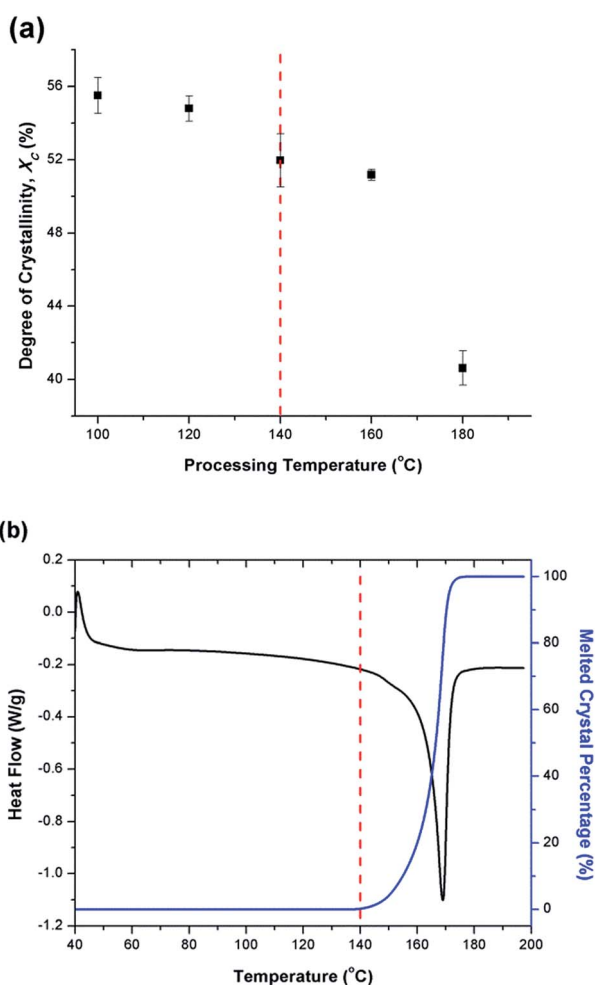 (a)
56
52
48
44
40
Degree of Crystallinity, Xc (%)
100 120 140 160 180
Processing Temperature (°C)
(b)
0.2
0.0
-0.2
-0.4
-0.6
-0.8
-1.0
-1.2
Heat Flow (W/g)
100
80
60
40
20
0
Melted Crystal Percentage (%)
40 60 80 100 120 140 160 180 200
Temperature (°C)